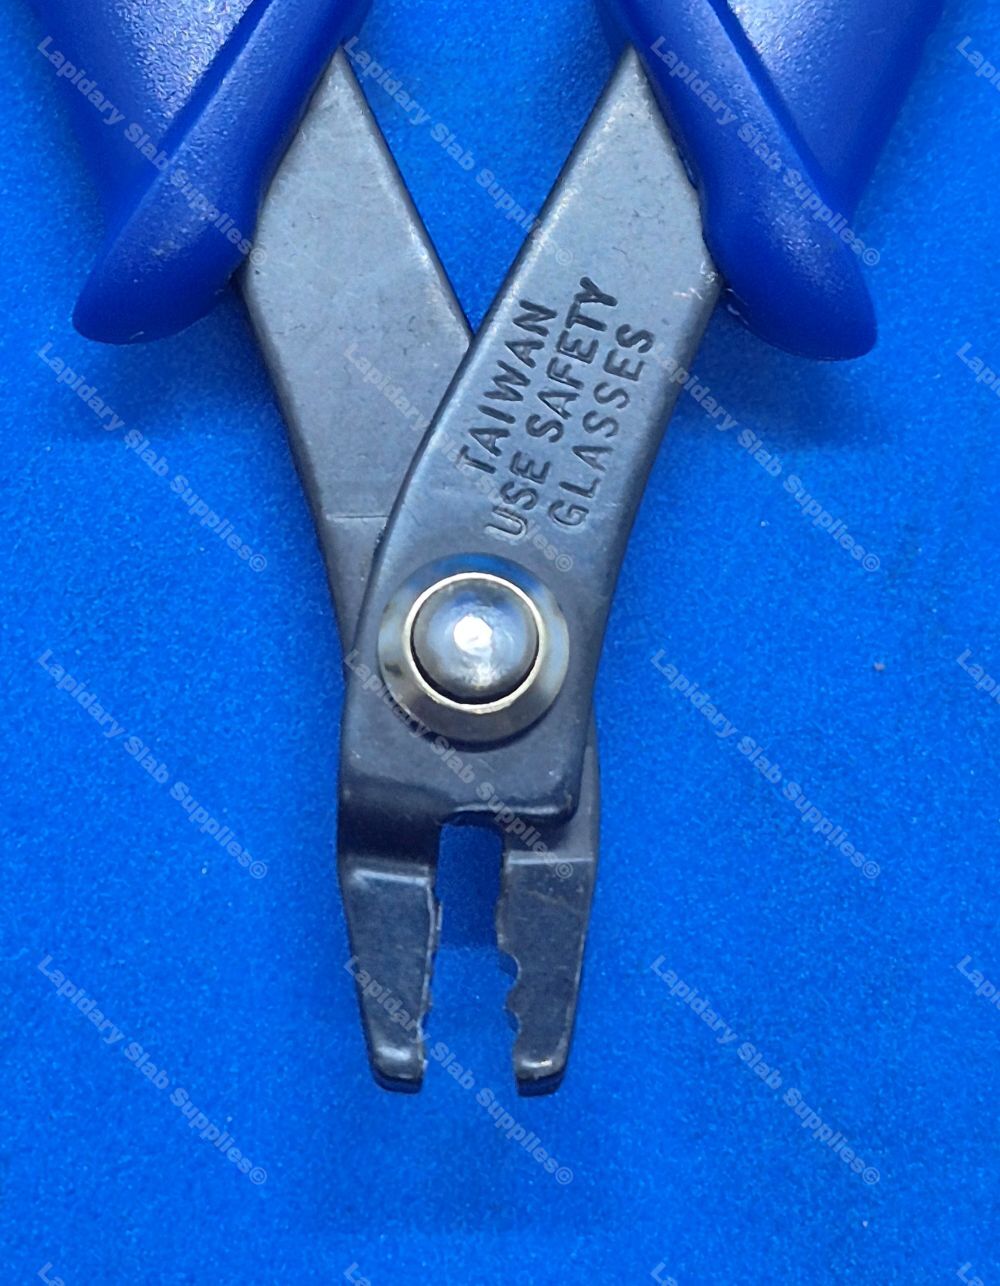 TAIWAN
USE SAFETY
GLASSES
Lapidary Slab Supplies©